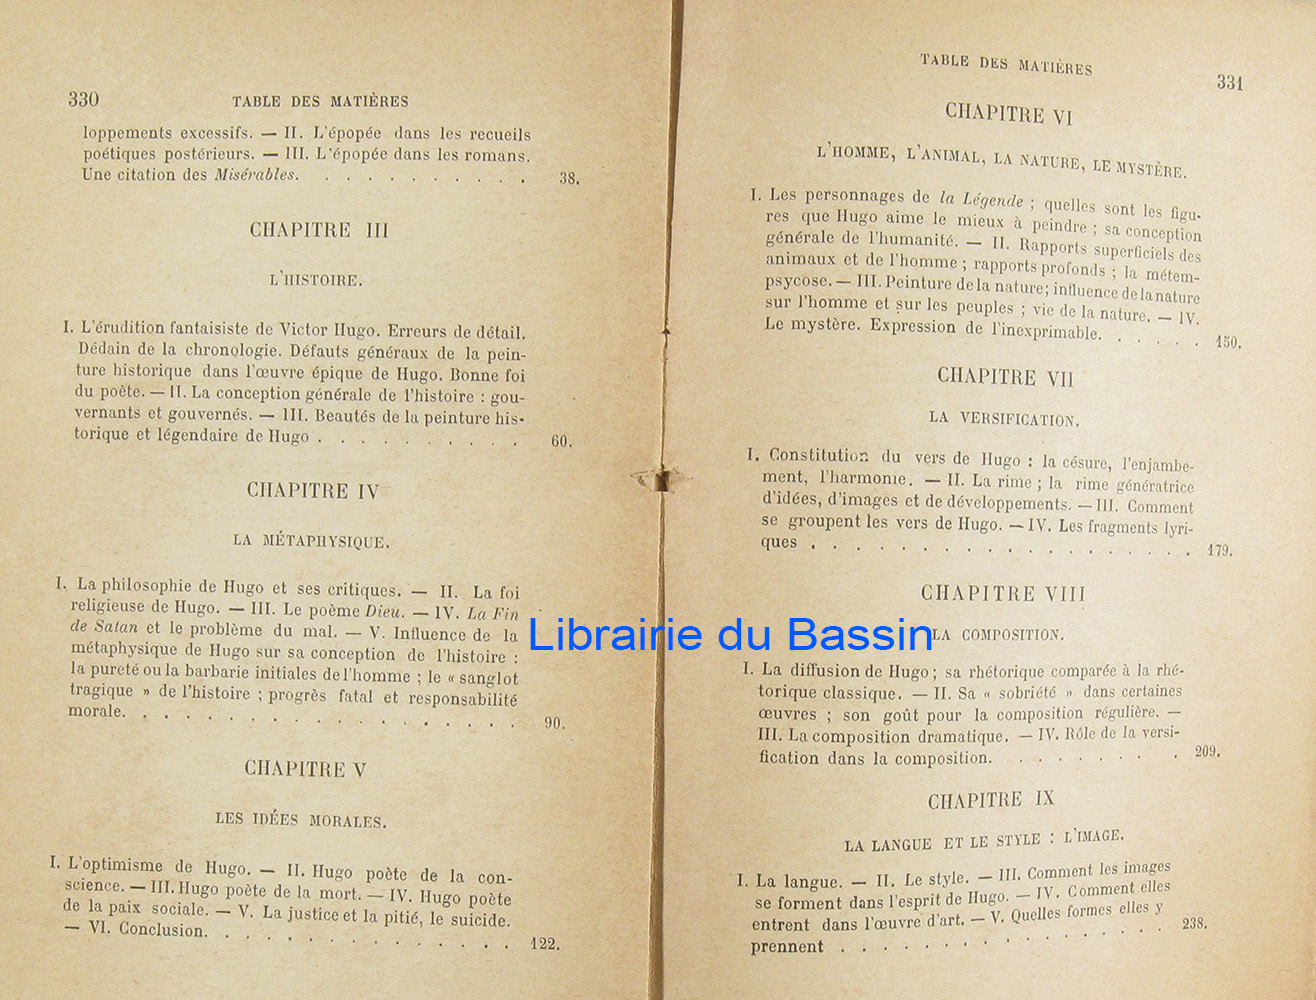 330 TABLE DES MATIÈRES
loppements excessifs. — II. L'épopée dans les recueils
poétiques postérieurs. — III. L'épopée dans les romans.
Une citation des Misérables. . . . . . . . . . . 38.
CHAPITRE III
L'HISTOIRE.
I. L'érudition fantaisiste de Victor Hugo. Erreurs de détail.
Dédain de la chronologie. Défauts généraux de la pein-
ture historique dans l'œuvre épique de Hugo. Bonne foi
du poète. — II. La conception générale de l'histoire : gou-
vernants et gouvernés. — III. Beautés de la peinture his-
torique et légendaire de Hugo . . . . . . . . . . 60.
CHAPITRE IV
LA MÉTAPHYSIQUE.
I. La philosophie de Hugo et ses critiques. — II. La foi
religieuse de Hugo. — III. Le poème Dieu. — IV. La Fin
de Satan et le problème du mal. — V. Influence de la
métaphysique de Hugo sur sa conception de l'histoire :
la pureté ou la barbarie initiales de l'homme ; le « sanglot
tragique » de l'histoire ; progrès fatal et responsabilité
morale. . . . . . . . . . . . . . . . . . . 90.
CHAPITRE V
LES IDÉES MORALES.
I. L'optimisme de Hugo. — II. Hugo poète de la con-
science. — III. Hugo poète de la mort. — IV. Hugo poète
de la paix sociale. — V. La justice et la pitié, le suicide.
— VI. Conclusion. . . . . . . . . . . . . . . 122.
TABLE DES MATIÈRES 331
CHAPITRE VI
L'HOMME, L'ANIMAL, LA NATURE, LE MYSTÈRE.
I. Les personnages de la Légende ; quelles sont les figu-
res que Hugo aime le mieux à peindre ; sa conception
générale de l'humanité. — II. Rapports superficiels des
animaux et de l'homme ; rapports profonds ; la métem-
psycose. — III. Peinture de la nature ; influence de la nature
sur l'homme et sur les peuples ; vie de la nature. — IV.
Le mystère. Expression de l'inexprimable. . . . . . 150.
CHAPITRE VII
LA VERSIFICATION.
I. Constitution du vers de Hugo : la césure, l'enjambe-
ment, l'harmonie. — II. La rime ; la rime génératrice
d'idées, d'images et de développements. — III. Comment
se groupent les vers de Hugo. — IV. Les fragments lyri-
ques . . . . . . . . . . . . . . . . . . . 179.
CHAPITRE VIII
LA COMPOSITION.
I. La diffusion de Hugo ; sa rhétorique comparée à la rhé-
torique classique. — II. Sa « sobriété » dans certaines
œuvres ; son goût pour la composition régulière. —
III. La composition dramatique. — IV. Rôle de la versi-
fication dans la composition. . . . . . . . . 209.
CHAPITRE IX
LA LANGUE ET LE STYLE : L'IMAGE.
I. La langue. — II. Le style. — III. Comment les images
se forment dans l'esprit de Hugo. — IV. Comment elles
entrent dans l'œuvre d'art. — V. Quelles formes elles y
prennent . . . . . . . . . . . . . . . . . 238.
Librairie du Bassin